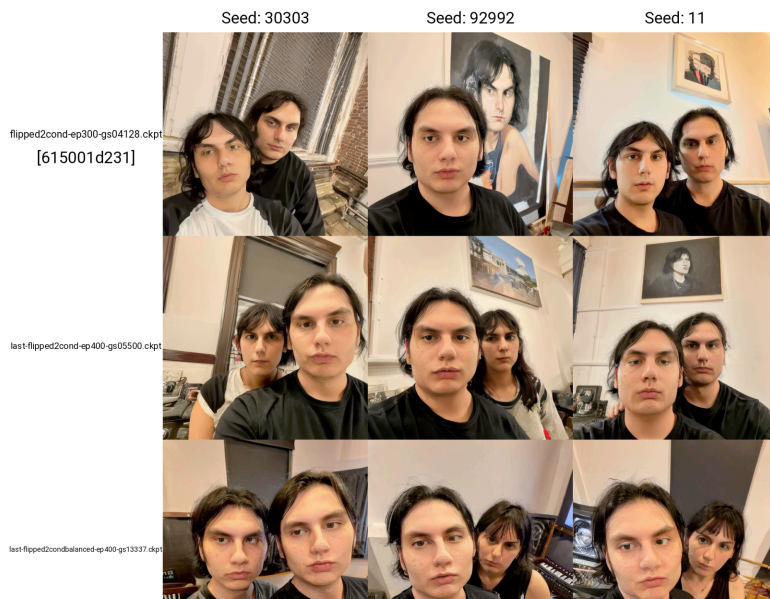 Seed: 30303
Seed: 92992
Seed: 11
flipped2cond-ep300-gs04128.ckpt
[615001d231]
last-flipped2cond-ep400-gs05500.ckpt
last-flipped2condbalanced-ep400-gs13337.ckpt